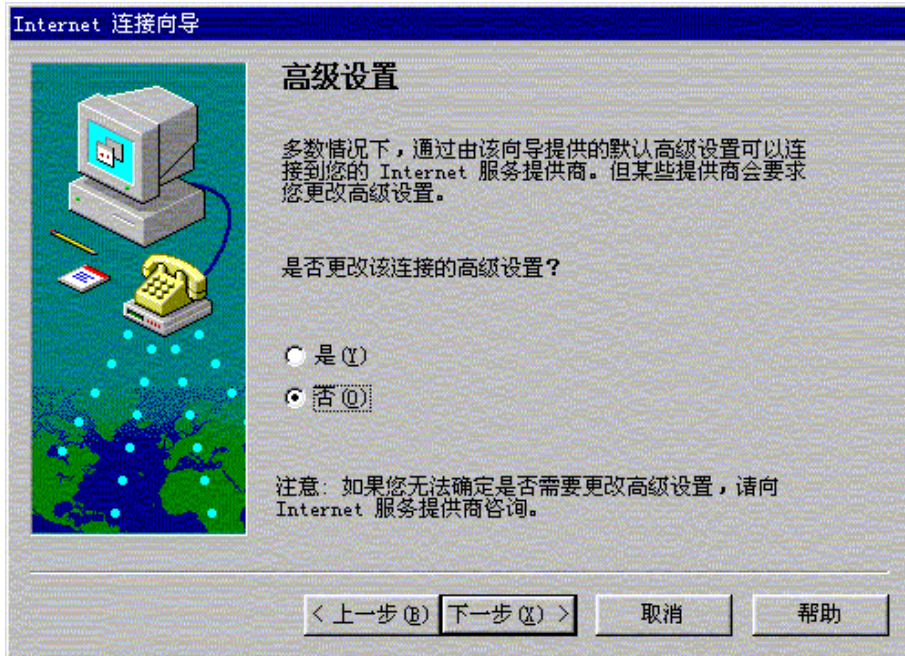 Internet 连接向导
高级设置
多数情况下，通过由该向导提供的默认高级设置可以连
接到您的 Internet 服务提供商。但某些提供商会要求
您更改高级设置。
是否更改该连接的高级设置？
是(Y)
否(O)
注意: 如果您无法确定是否需要更改高级设置，请向
Internet 服务提供商咨询。
< 上一步(B) 下一步(X) > 取消 帮助